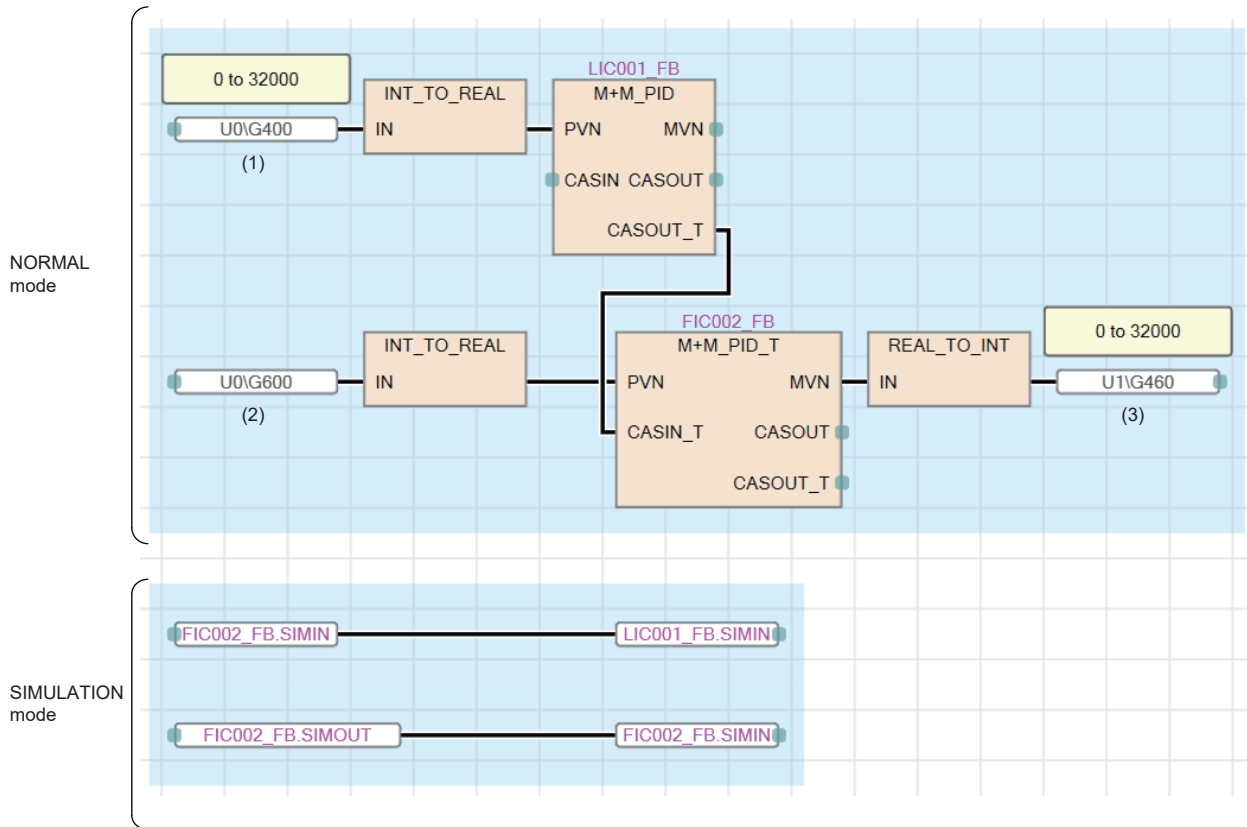 NORMAL
mode
0 to 32000
U0\G400
(1)
INT_TO_REAL
IN
LIC001_FB
M+M_PID
PVN MVN
CASIN CASOUT
CASOUT_T
U0\G600
(2)
INT_TO_REAL
IN
FIC002_FB
M+M_PID_T
PVN MVN
CASIN_T CASOUT
CASOUT_T
REAL_TO_INT
IN
0 to 32000
U1\G460
(3)
SIMULATION
mode
FIC002_FB.SIMIN LIC001_FB.SIMIN
FIC002_FB.SIMOUT FIC002_FB.SIMIN